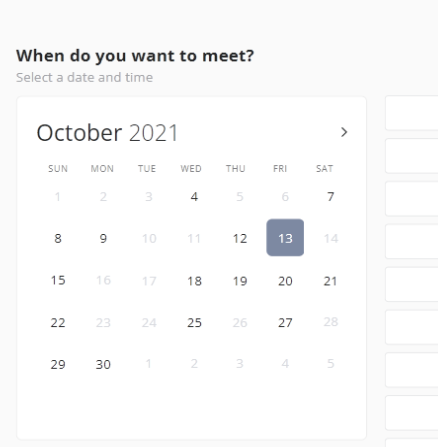 When do you want to meet?
Select a date and time
October 2021
SUN MON TUE WED THU FRI SAT
1 2 3 4 5 6 7
8 9 10 11 12 13 14
15 16 17 18 19 20 21
22 23 24 25 26 27 28
29 30 1 2 3 4 5